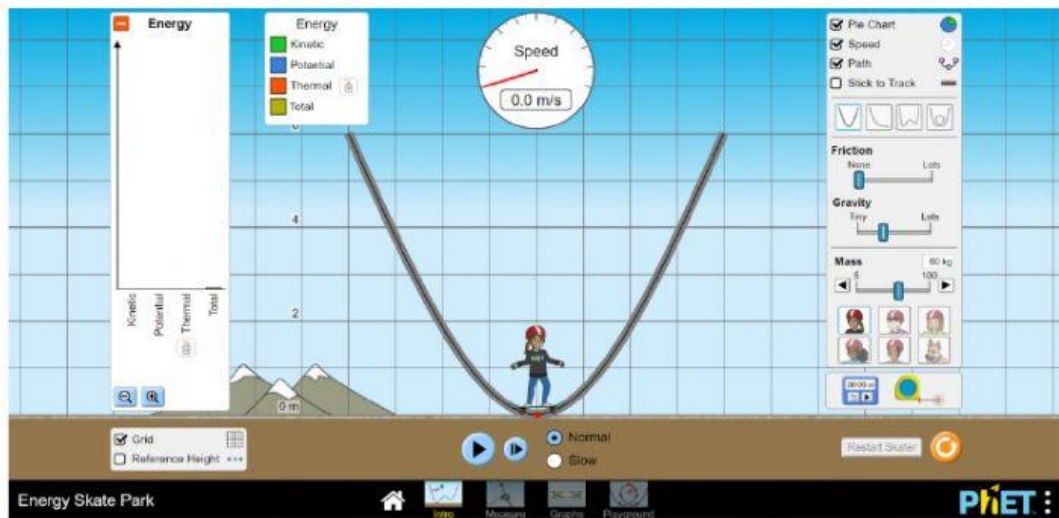 Energy
Kinetic
Potential
Thermal
Total
Energy
Kinetic
Potential
Thermal
Total
Speed
0.0 m/s
Pie Chart
Speed
Path
Stick to Track
Friction
None
Lots
Gravity
Tiny
Lots
Mass
60 kg
5
100
6
4
2
0 m
Grid
Reference Height
Normal
Slow
Restart Skater
Energy Skate Park
Intro
Measure
Graphs
Playground
PhET